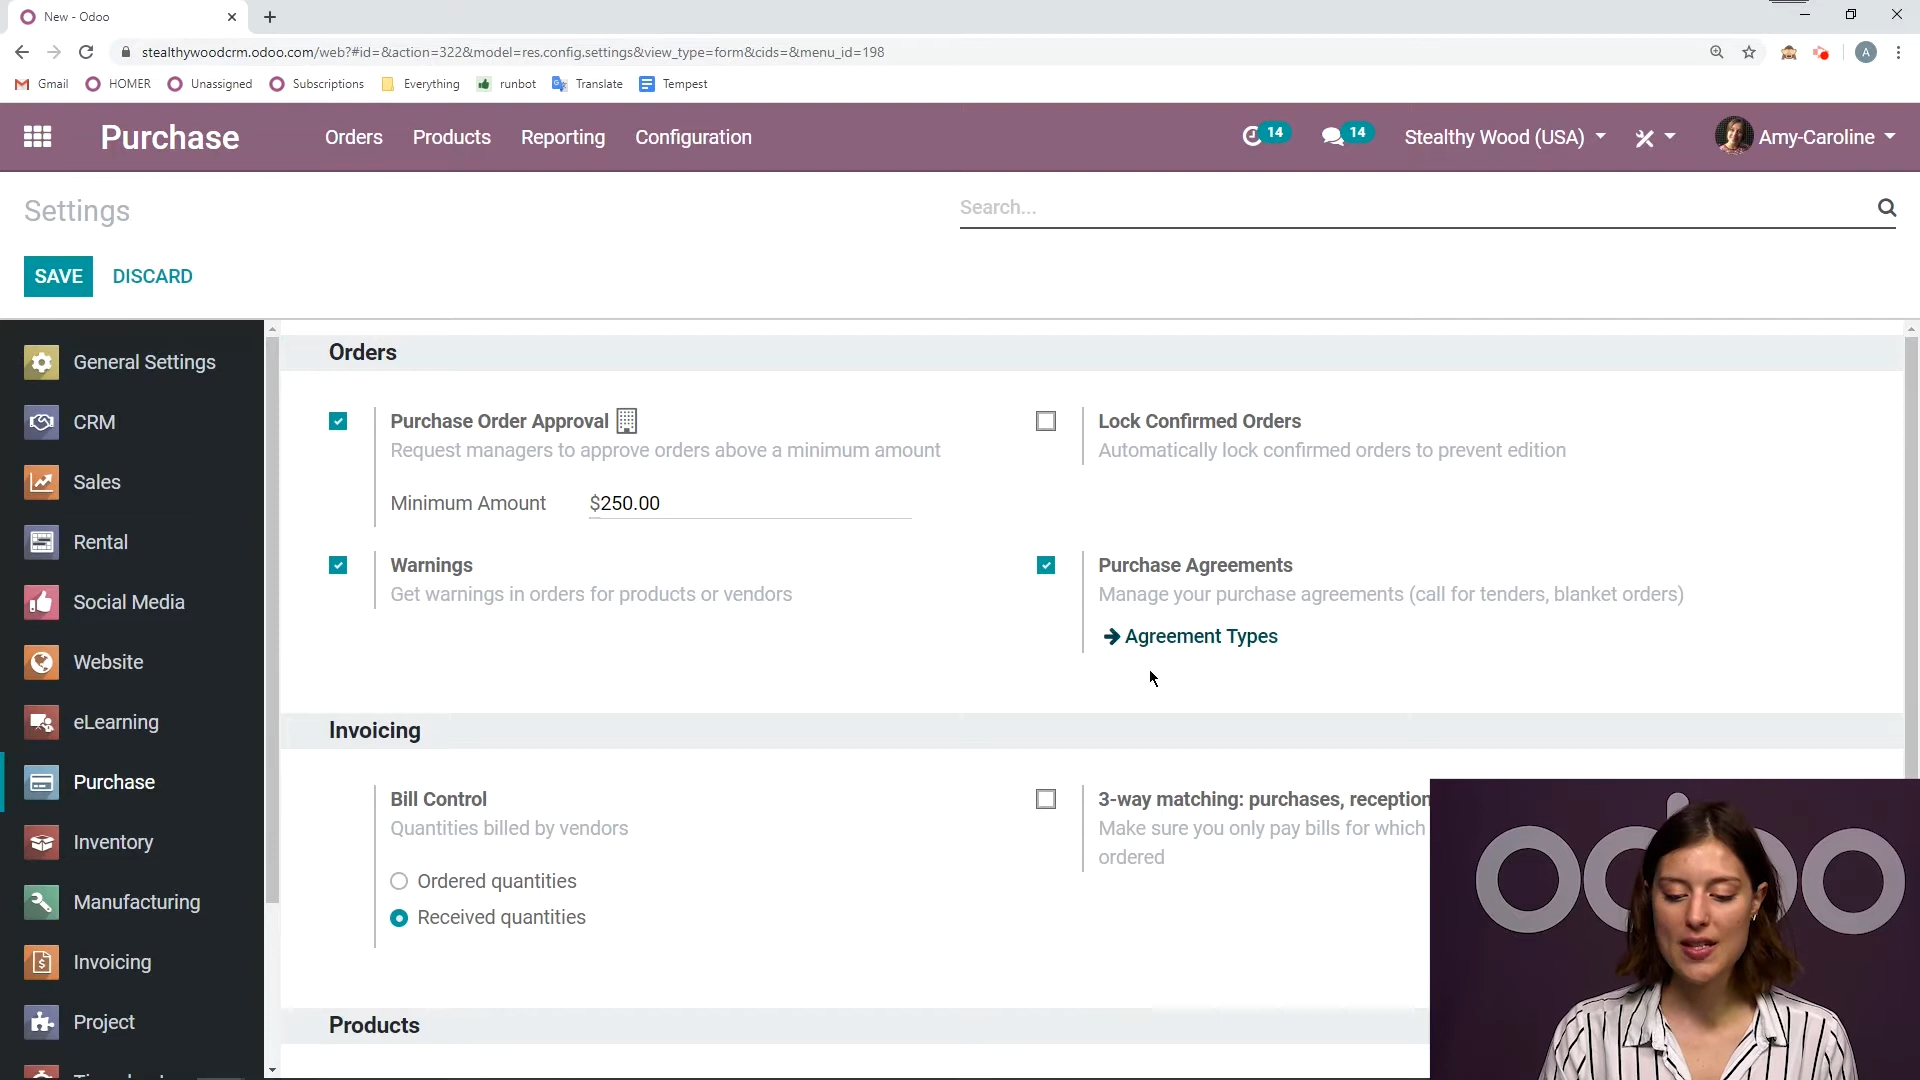 New - Odoo
stealthywoodcrm.odoo.com/web?#id=&action=322&model=res.config.settings&view_type=form&cids=&menu_id=198
A
Gmail HOMER Unassigned Subscriptions Everything runbot Translate Tempest
Purchase Orders Products Reporting Configuration 14 14 Stealthy Wood (USA) Amy-Caroline
Settings
Search...
SAVE DISCARD
General Settings
CRM
Sales
Rental
Social Media
Website
eLearning
Purchase
Inventory
Manufacturing
Invoicing
Project
Orders
Purchase Order Approval
Request managers to approve orders above a minimum amount
Minimum Amount $250.00
Lock Confirmed Orders
Automatically lock confirmed orders to prevent edition
Warnings
Get warnings in orders for products or vendors
Purchase Agreements
Manage your purchase agreements (call for tenders, blanket orders)
Agreement Types
Invoicing
Bill Control
Quantities billed by vendors
Ordered quantities
Received quantities
3-way matching: purchases, reception
Make sure you only pay bills for which
ordered
Products
odoo